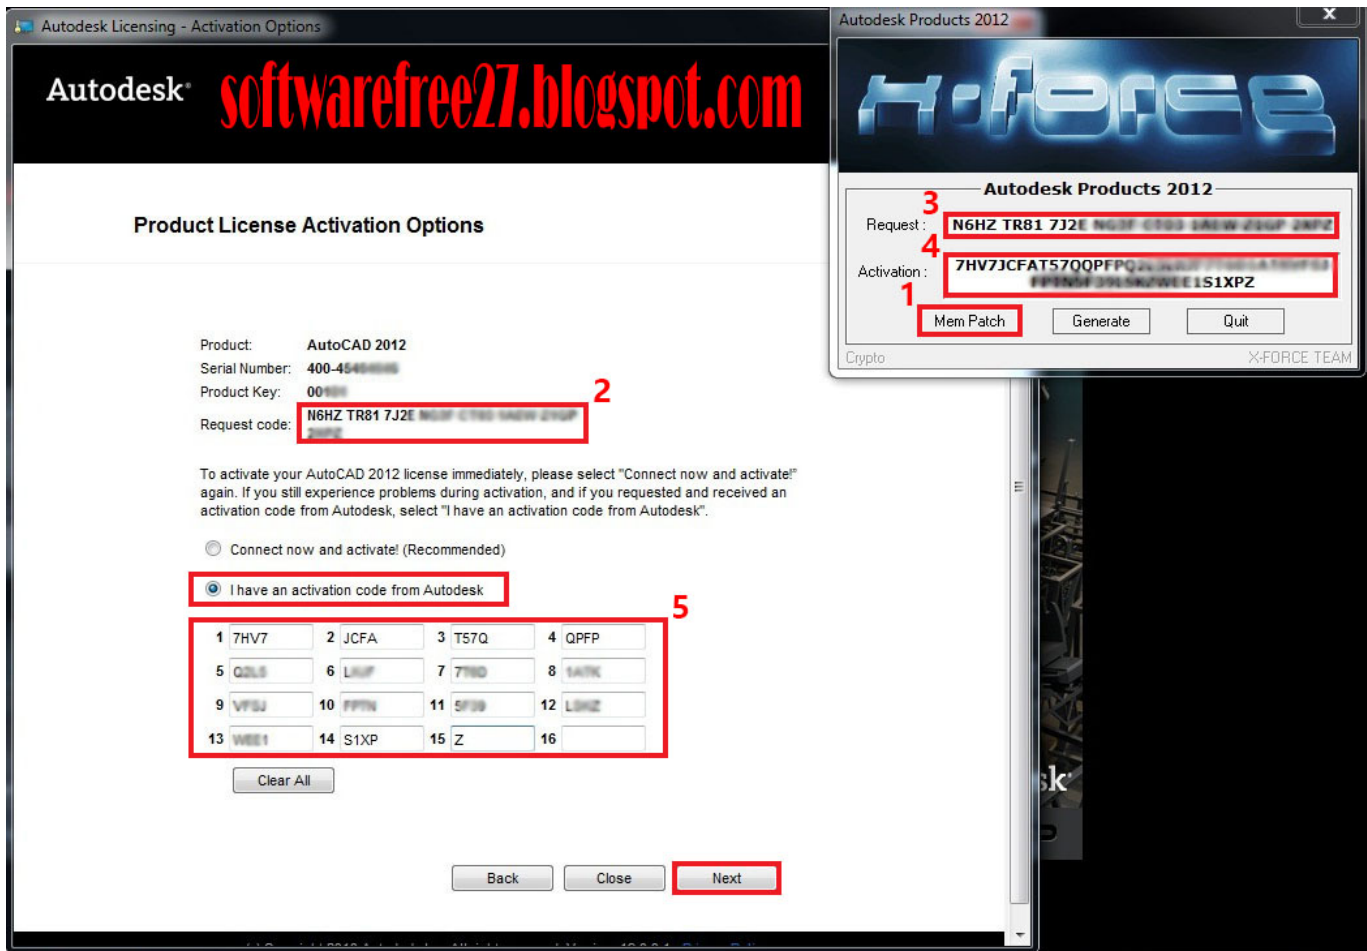 Autodesk Licensing - Activation Options
Autodesk
softwarefree27.blogspot.com
Product License Activation Options
Product: AutoCAD 2012
Serial Number: 400-45
Product Key: 00
2
Request code: N6HZ TR81 7J2E
To activate your AutoCAD 2012 license immediately, please select "Connect now and activate!"
again. If you still experience problems during activation, and if you requested and received an
activation code from Autodesk, select "I have an activation code from Autodesk".
Connect now and activate! (Recommended)
I have an activation code from Autodesk
5
1 7HV7 2 JCFA 3 T57Q 4 QPFP
5 6 7 8
9 10 11 12
13 14 S1XP 15 Z 16
Clear All
Back Close Next
Autodesk Products 2012
X
x-force
Autodesk Products 2012
3
Request : N6HZ TR81 7J2E
4
Activation : 7HV7JCFAT57QQPFPQ
S1XPZ
1
Mem Patch Generate Quit
Crypto X-FORCE TEAM
sk